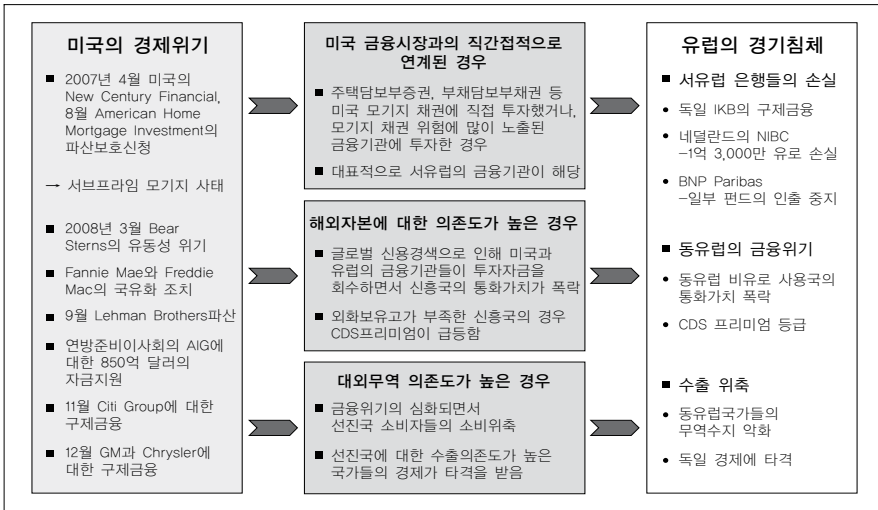 미국의 경제위기
■ 2007년 4월 미국의
New Century Financial,
8월 American Home
Mortgage Investment의
파산보호신청
→ 서브프라임 모기지 사태
■ 2008년 3월 Bear
Sterns의 유동성 위기
■ Fannie Mae와 Freddie
Mac의 국유화 조치
■ 9월 Lehman Brothers파산
■ 연방준비이사회의 AIG에
대한 850억 달러의
자금지원
■ 11월 Citi Group에 대한
구제금융
■ 12월 GM과 Chrysler에
대한 구제금융
미국 금융시장과의 직간접적으로
연계된 경우
■ 주택담보부증권, 부채담보부채권 등
미국 모기지 채권에 직접 투자했거나,
모기지 채권 위험에 많이 노출된
금융기관에 투자한 경우
■ 대표적으로 서유럽의 금융기관이 해당
해외자본에 대한 의존도가 높은 경우
■ 글로벌 신용경색으로 인해 미국과
유럽의 금융기관들이 투자자금을
회수하면서 신흥국의 통화가치가 폭락
■ 외화보유고가 부족한 신흥국의 경우
CDS프리미엄이 급등함
대외무역 의존도가 높은 경우
■ 금융위기의 심화되면서
선진국 소비자들의 소비위축
■ 선진국에 대한 수출의존도가 높은
국가들의 경제가 타격을 받음
유럽의 경기침체
■ 서유럽 은행들의 손실
• 독일 IKB의 구제금융
• 네덜란드의 NIBC
–1억 3,000만 유로 손실
• BNP Paribas
–일부 펀드의 인출 중지
■ 동유럽의 금융위기
• 동유럽 비유로 사용국의
통화가치 폭락
• CDS 프리미엄 등급
■ 수출 위축
• 동유럽국가들의
무역수지 악화
• 독일 경제에 타격